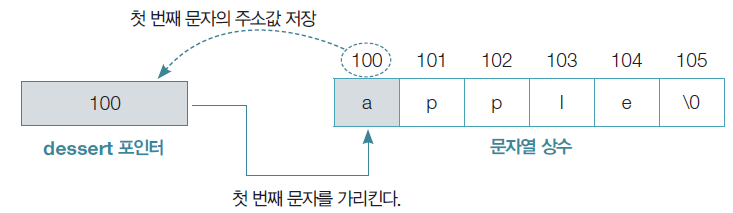 첫 번째 문자의 주소값 저장
100 101 102 103 104 105
100 a p p l e \0
dessert 포인터 문자열 상수
첫 번째 문자를 가리킨다.